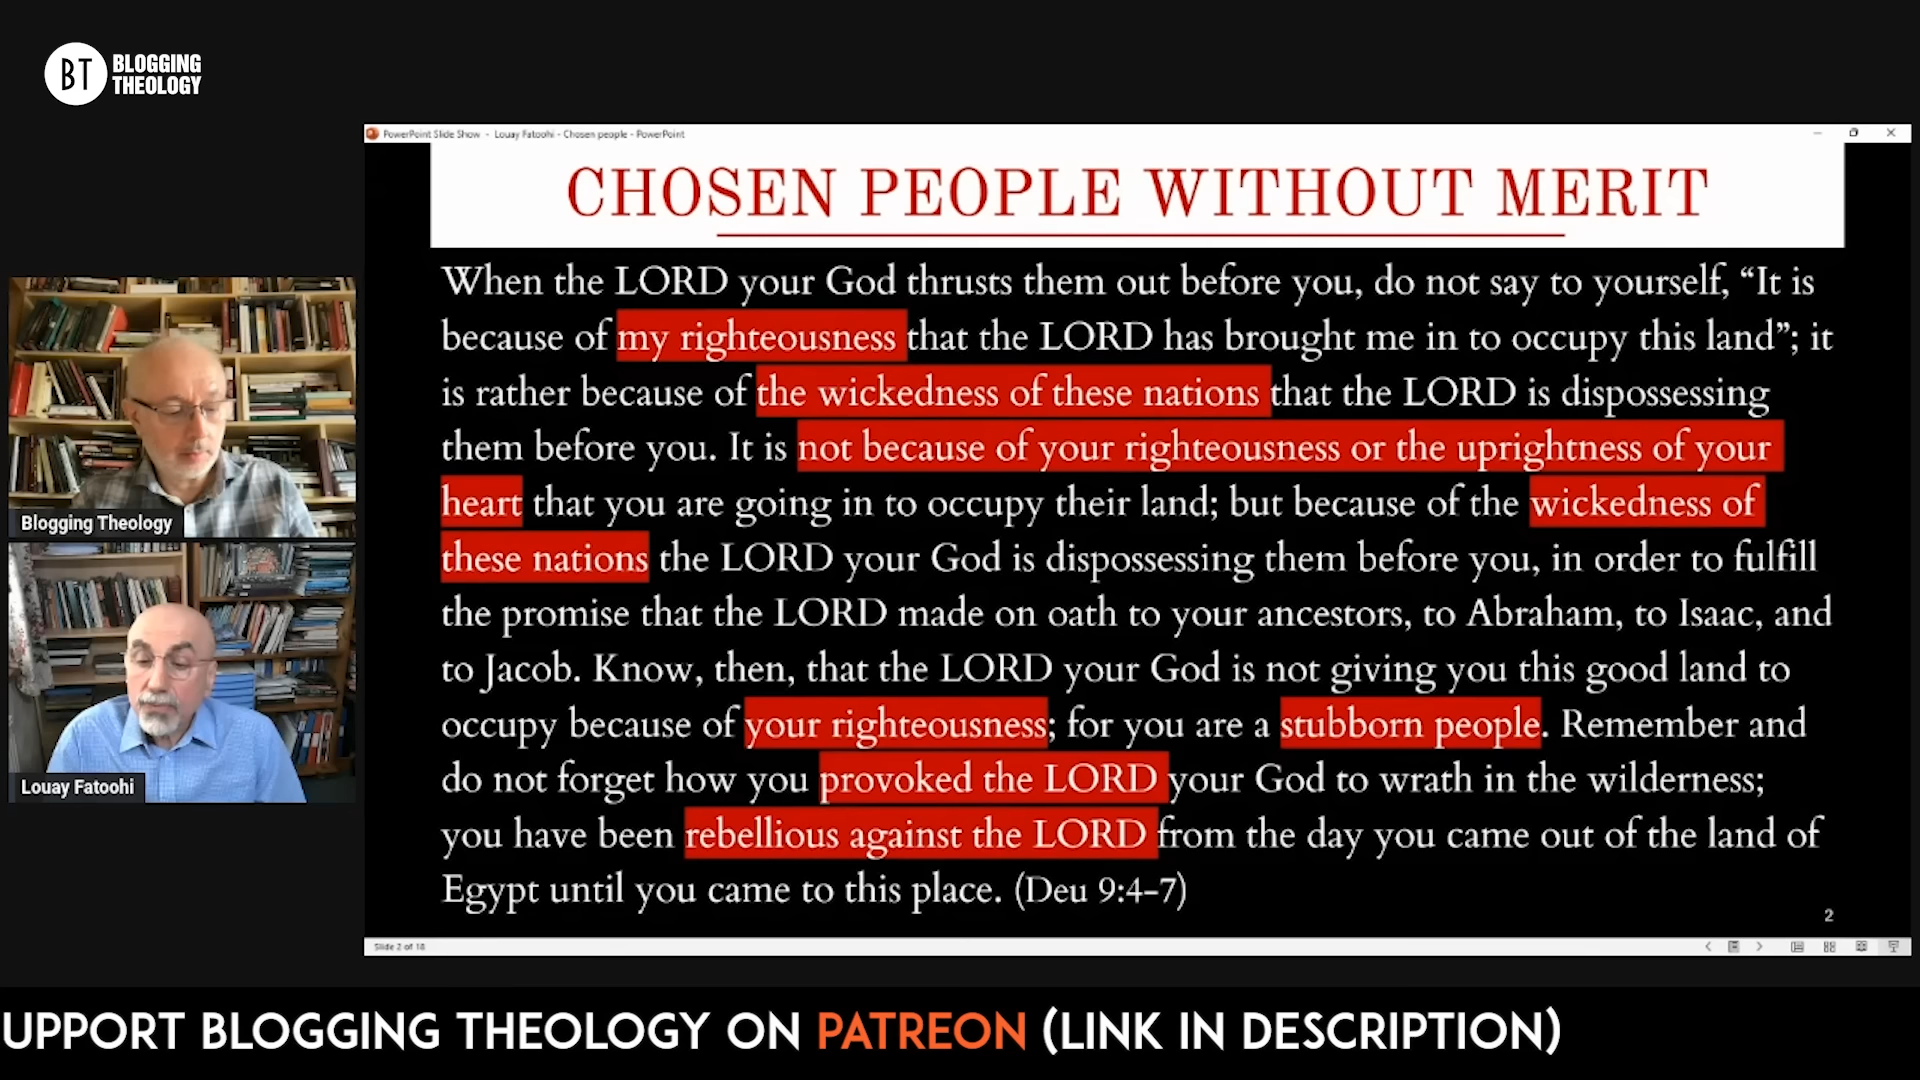 BT BLOGGING
THEOLOGY
PowerPoint Slide Show - Louay Fatoohi - Chosen people - PowerPoint
CHOSEN PEOPLE WITHOUT MERIT
When the LORD your God thrusts them out before you, do not say to yourself, “It is
because of my righteousness that the LORD has brought me in to occupy this land”; it
is rather because of the wickedness of these nations that the LORD is dispossessing
them before you. It is not because of your righteousness or the uprightness of your
heart that you are going in to occupy their land; but because of the wickedness of
these nations the LORD your God is dispossessing them before you, in order to fulfill
the promise that the LORD made on oath to your ancestors, to Abraham, to Isaac, and
to Jacob. Know, then, that the LORD your God is not giving you this good land to
occupy because of your righteousness; for you are a stubborn people. Remember and
do not forget how you provoked the LORD your God to wrath in the wilderness;
you have been rebellious against the LORD from the day you came out of the land of
Egypt until you came to this place. (Deu 9:4-7)
2
Slide 2 of 18
Blogging Theology
Louay Fatoohi
UPPORT BLOGGING THEOLOGY ON PATREON (LINK IN DESCRIPTION)